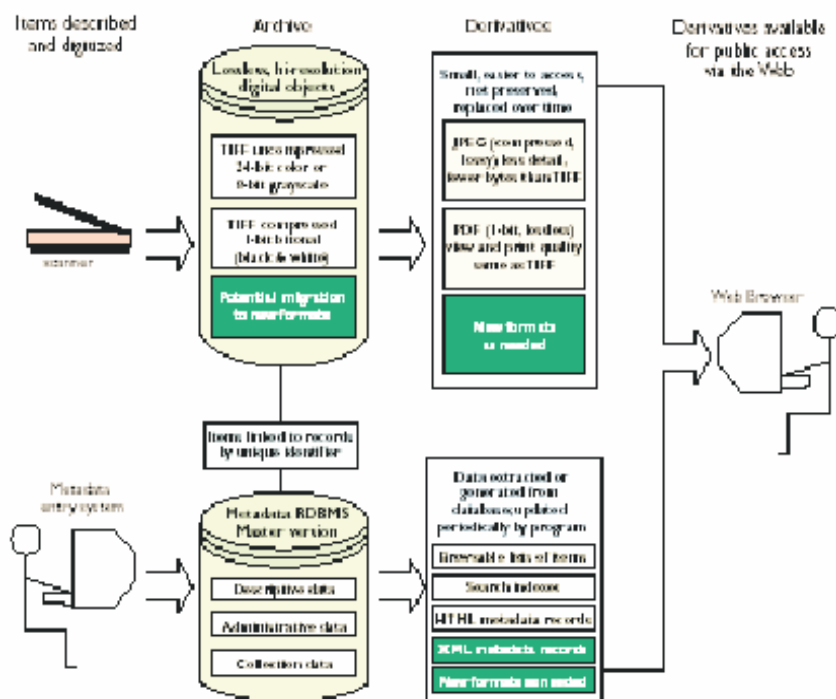 Items described
and digitized
Archive
Derivatives
Derivatives available
for public access
via the Web
Lossless, hi-resolution
digital objects
TIFF uncompressed
24-bit color or
8-bit grayscale
TIFF compressed
1-bit bitonal
(black & white)
Potential migration
to new formats
Small, easier to access,
not preserved,
replaced over time
JPEG (compressed,
lossy) less detail,
fewer bytes than TIFF
PDF (1-bit, lossless)
view and print quality
same as TIFF
New formats
as needed
scanner
Web Browser
Items linked to records
by unique identifier
Metadata
entry system
Metadata RDBMS
Master version
Descriptive data
Administrative data
Collection data
Data extracted or
generated from
database; updated
periodically by program
Browsable lists of items
Search indexes
HTML metadata records
XML metadata records
New formats as needed